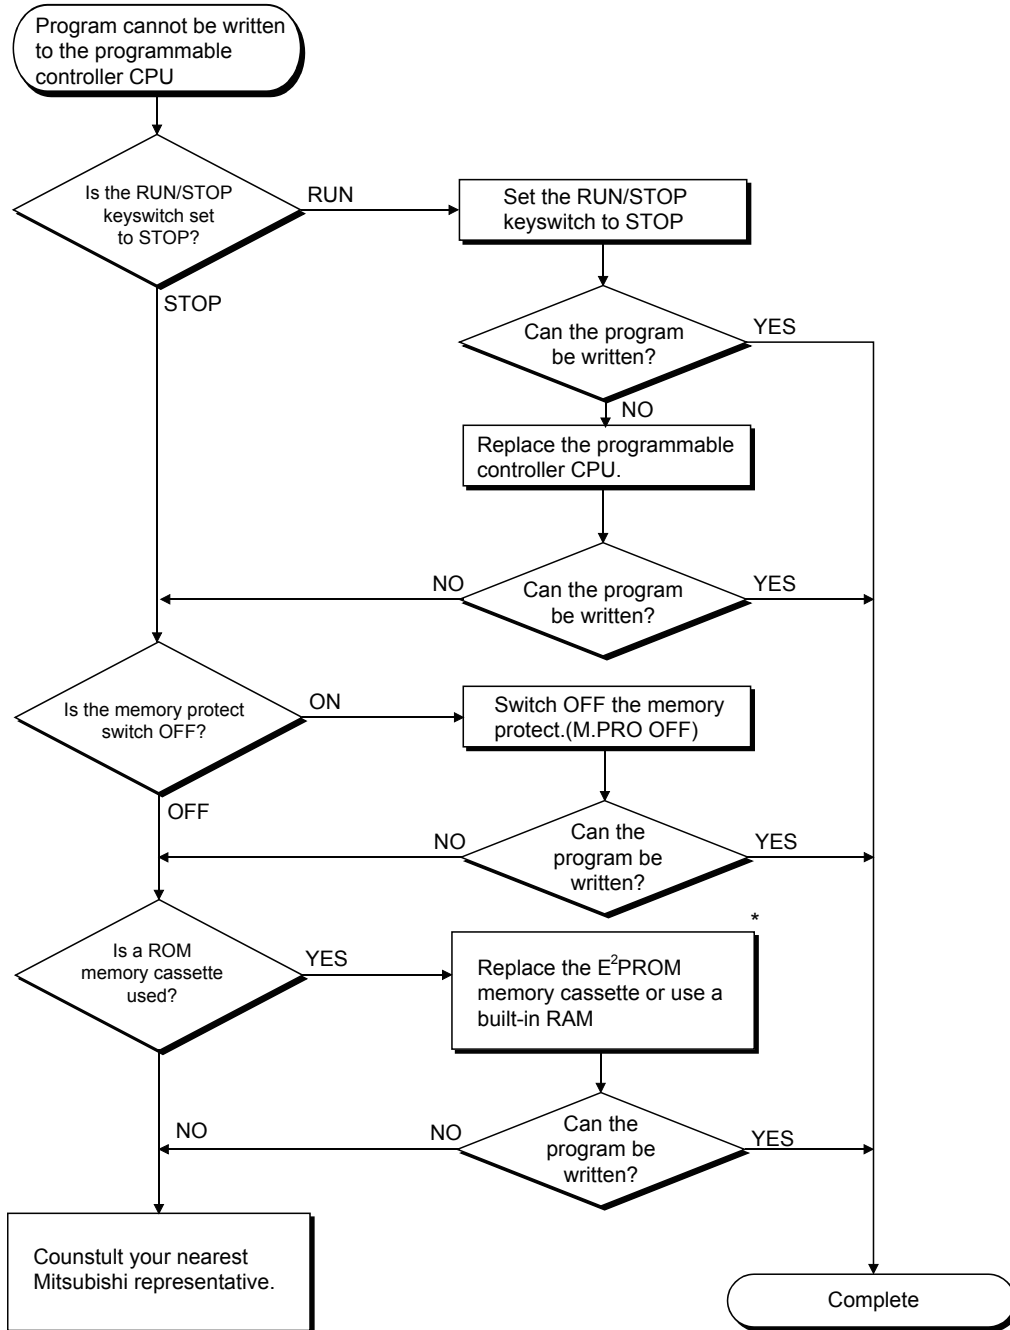 Program cannot be written
to the programmable
controller CPU
Is the RUN/STOP
keyswitch set
to STOP?
RUN
Set the RUN/STOP
keyswitch to STOP
STOP
Can the program
be written?
YES
NO
Replace the programmable
controller CPU.
NO
Can the program
be written?
YES
Is the memory protect
switch OFF?
ON
Switch OFF the memory
protect.(M.PRO OFF)
OFF
NO
Can the
program be
written?
YES
*
Is a ROM
memory cassette
used?
YES
Replace the E²PROM
memory cassette or use a
built-in RAM
NO
NO
Can the
program be
written?
YES
Counstult your nearest
Mitsubishi representative.
Complete